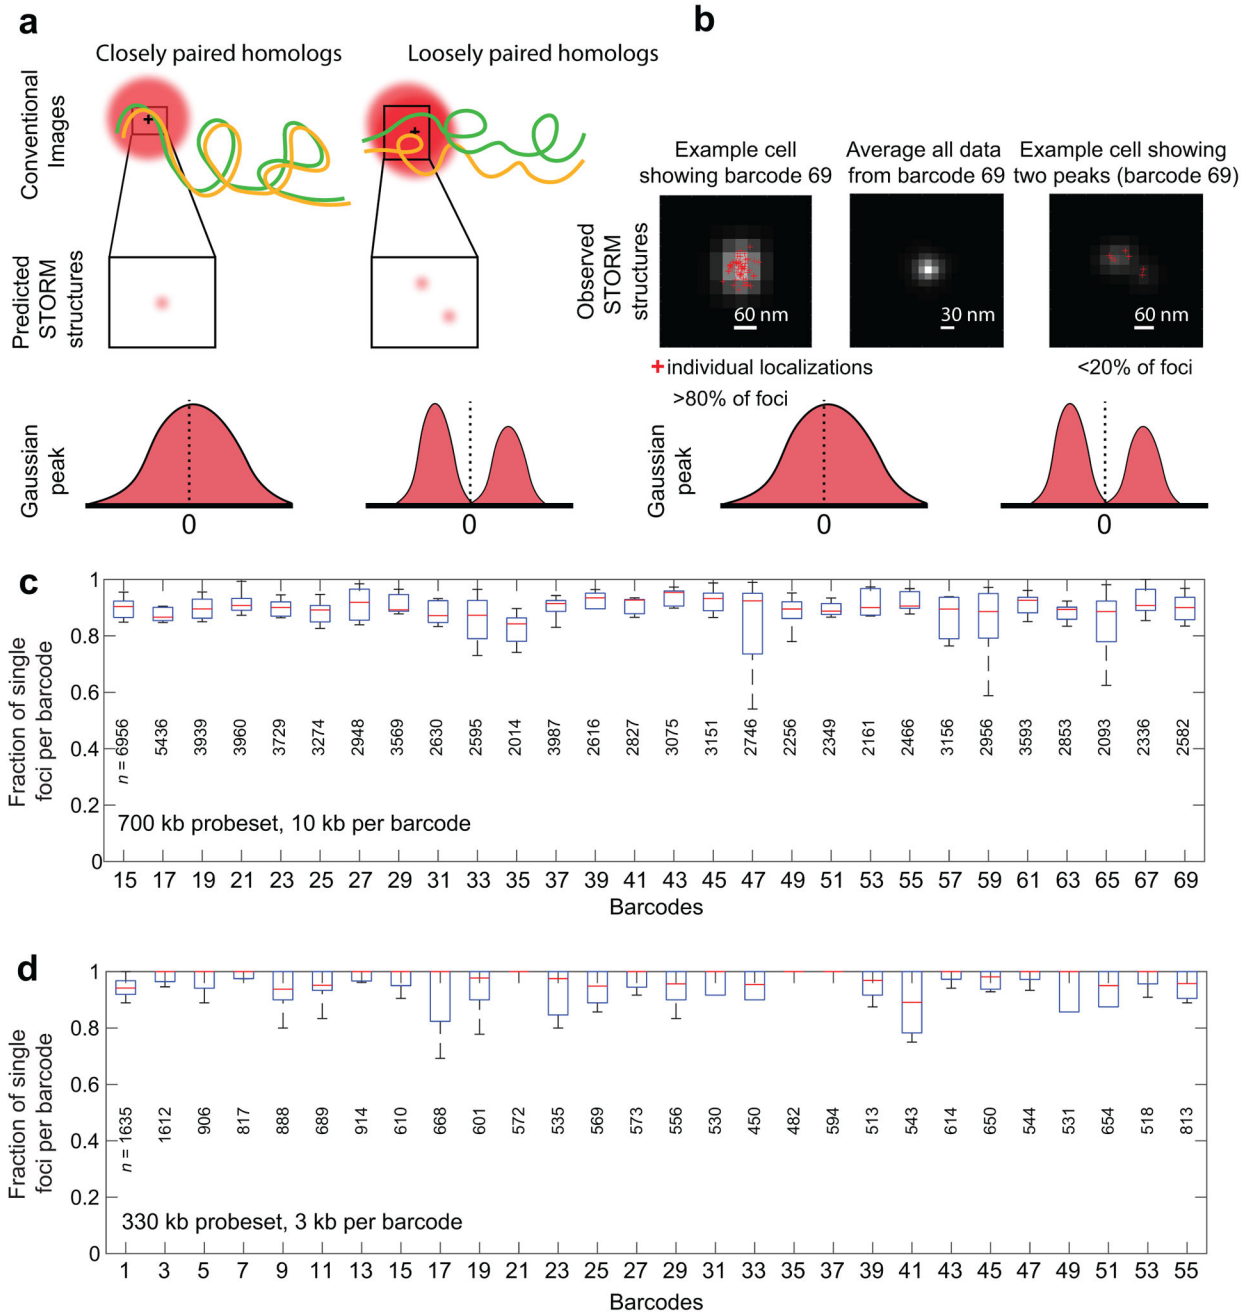 a
Closely paired homologs
Loosely paired homologs
Conventional
Images
Predicted
STORM
structures
Gaussian
peak
0
0
b
Example cell
showing barcode 69
Average all data
from barcode 69
Example cell showing
two peaks (barcode 69)
Observed
STORM
structures
60 nm
30 nm
60 nm
+individual localizations
>80% of foci
<20% of foci
Gaussian
peak
0
0
c
Fraction of single
foci per barcode
1
0.8
0.6
0.4
0.2
0
n = 6956 5436 3939 3960 3729 3274 2948 3569 2630 2595 2014 3987 2616 2827 3075 3151 2746 2256 2349 2161 2466 3156 2956 3593 2853 2093 2336 2582
700 kb probeset, 10 kb per barcode
15 17 19 21 23 25 27 29 31 33 35 37 39 41 43 45 47 49 51 53 55 57 59 61 63 65 67 69
Barcodes
d
Fraction of single
foci per barcode
1
0.8
0.6
0.4
0.2
0
n = 1635 1612 906 817 888 689 914 610 668 601 572 535 569 573 556 530 450 482 594 513 543 614 650 544 531 654 518 813
330 kb probeset, 3 kb per barcode
1 3 5 7 9 11 13 15 17 19 21 23 25 27 29 31 33 35 37 39 41 43 45 47 49 51 53 55
Barcodes